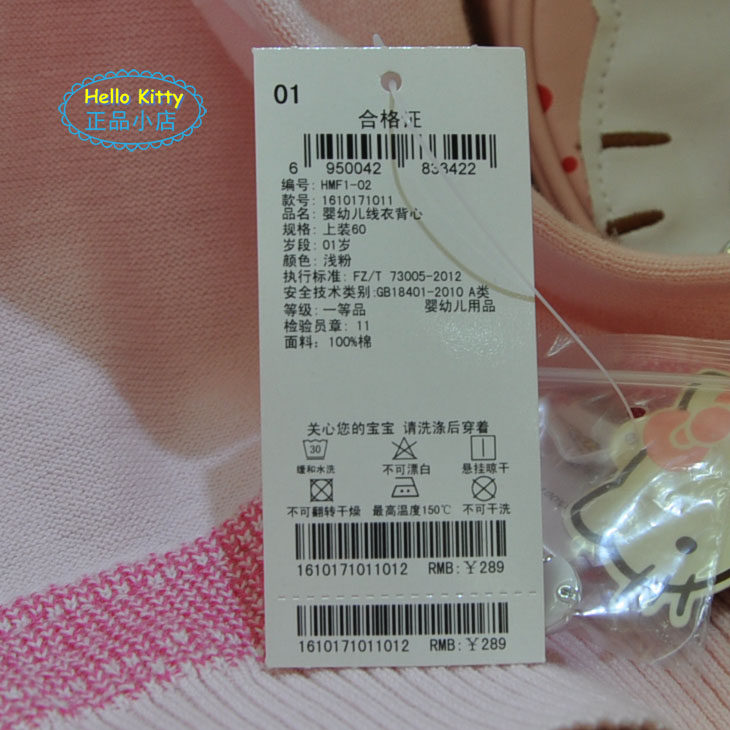 Hello Kitty
正品小店
01
合格证
6 950042 833422
编号: HMF1-02
款号: 1610171011
品名: 婴幼儿线衣背心
规格: 上装60
岁段: 01岁
颜色: 浅粉
执行标准: FZ/T 73005-2012
安全技术类别:GB18401-2010 A类
等级: 一等品 婴幼儿用品
检验员章: 11
面料: 100%棉
关心您的宝宝 请洗涤后穿着
30
缓和水洗 不可漂白 悬挂晾干
不可翻转干燥 最高温度150℃ 不可干洗
1610171011012 RMB: ¥289
1610171011012 RMB: ¥289